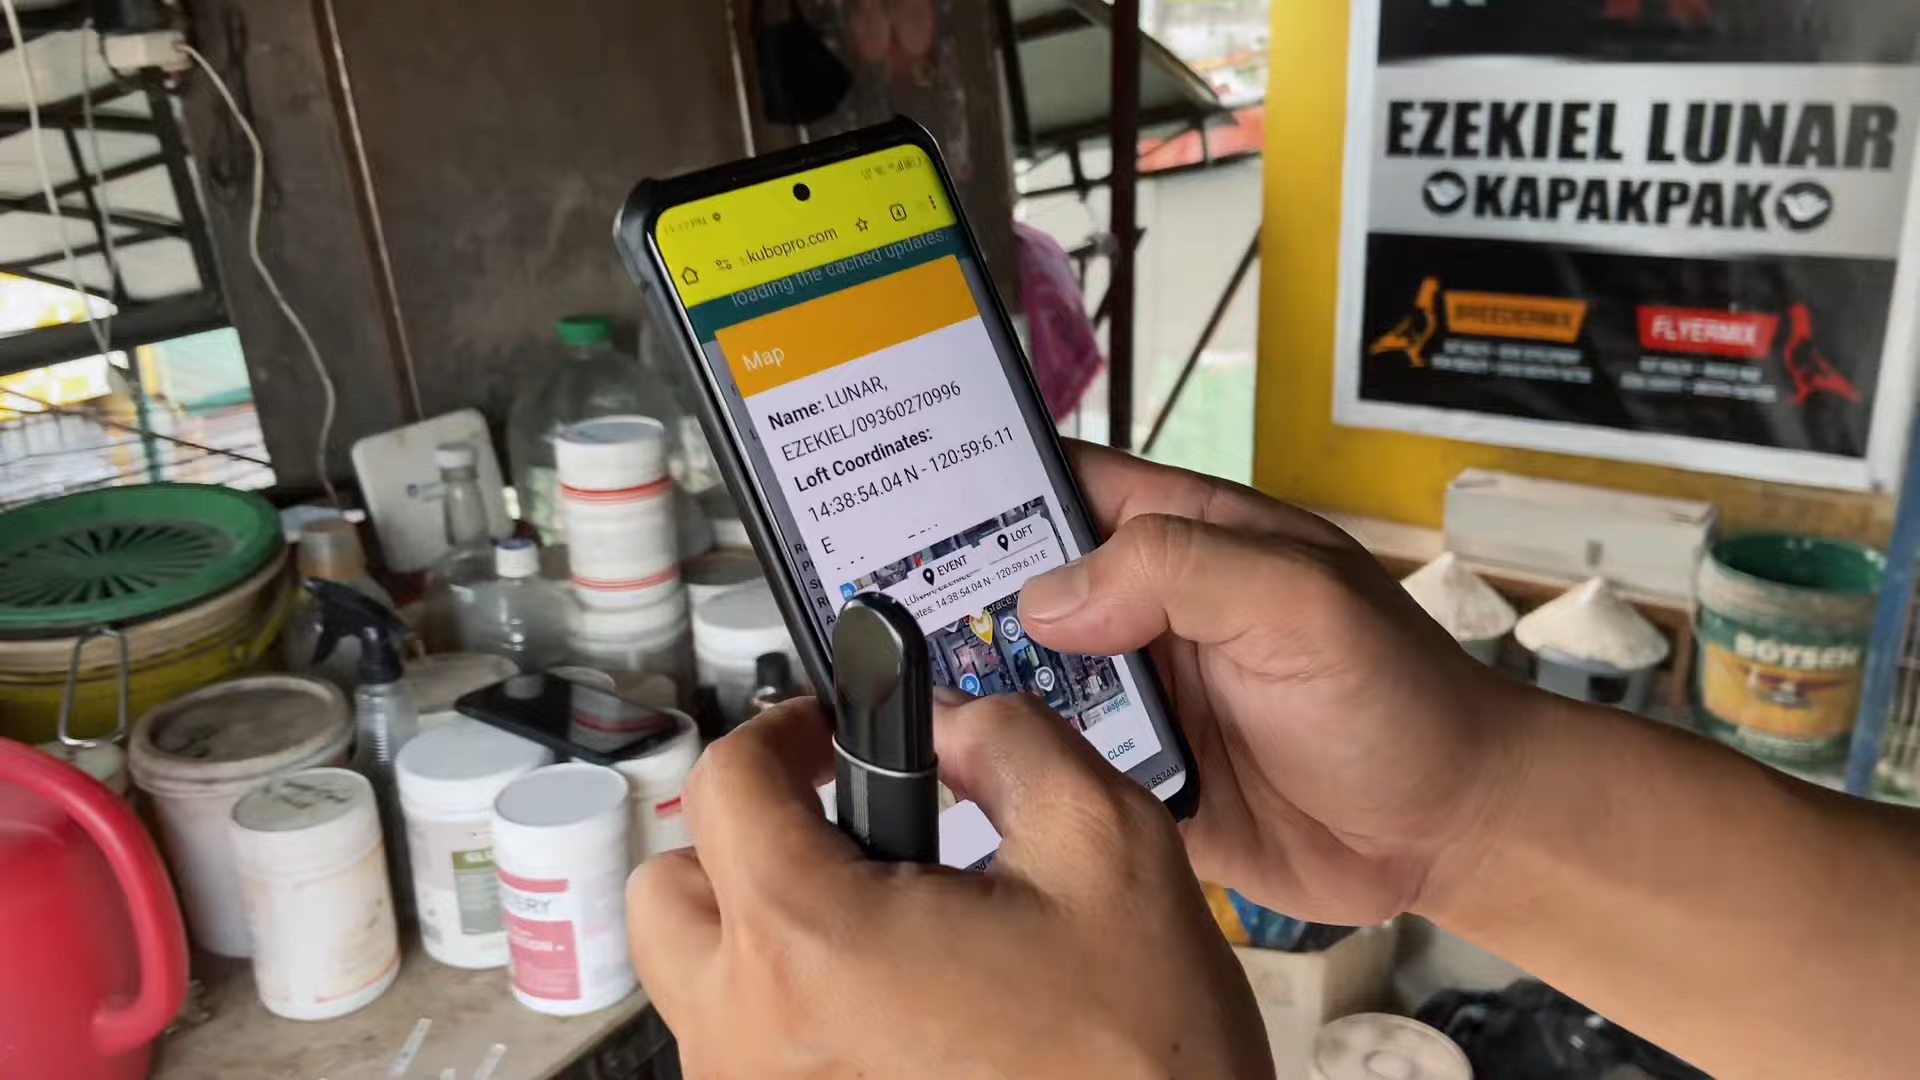 kubopro.com
loading the cached updates.
Map
Name: LUNAR,
EZEKIEL/09360270996
Loft Coordinates:
14:38:54.04 N - 120:59:6.11
E
LOFT
EVENT
14:38:54.04 N - 120:59:6.11 E
Grace
Leaflet
CLOSE
EZEKIEL LUNAR
KAPAKPAK
BREEDERMIX
FLYERMIX
BOYSEN